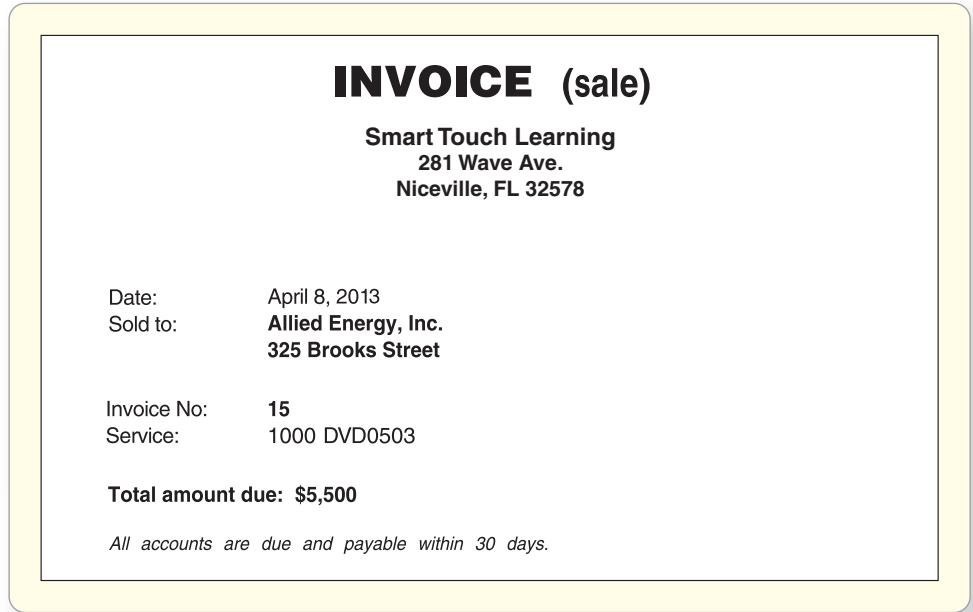 INVOICE (sale)
Smart Touch Learning
281 Wave Ave.
Niceville, FL 32578
Date: April 8, 2013
Sold to: Allied Energy, Inc.
325 Brooks Street
Invoice No: 15
Service: 1000 DVD0503
Total amount due: $5,500
All accounts are due and payable within 30 days.